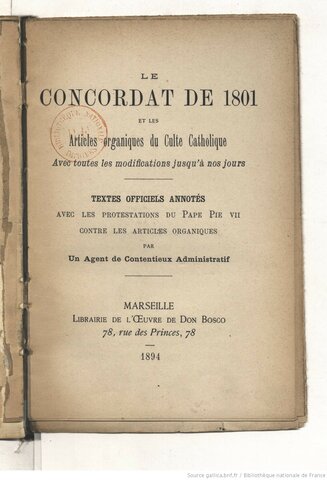 LE
CONCORDAT DE 1801
ET LES
Articles organiques du Culte Catholique
Avec toutes les modifications jusqu'à nos jours
TEXTES OFFICIELS ANNOTÉS
AVEC LES PROTESTATIONS DU PAPE PIE VII
CONTRE LES ARTICLES ORGANIQUES
PAR
Un Agent de Contentieux Administratif
MARSEILLE
LIBRAIRIE DE L'ŒUVRE DE DON BOSCO
78, rue des Princes, 78
1894
Source gallica.bnf.fr / Bibliothèque nationale de France